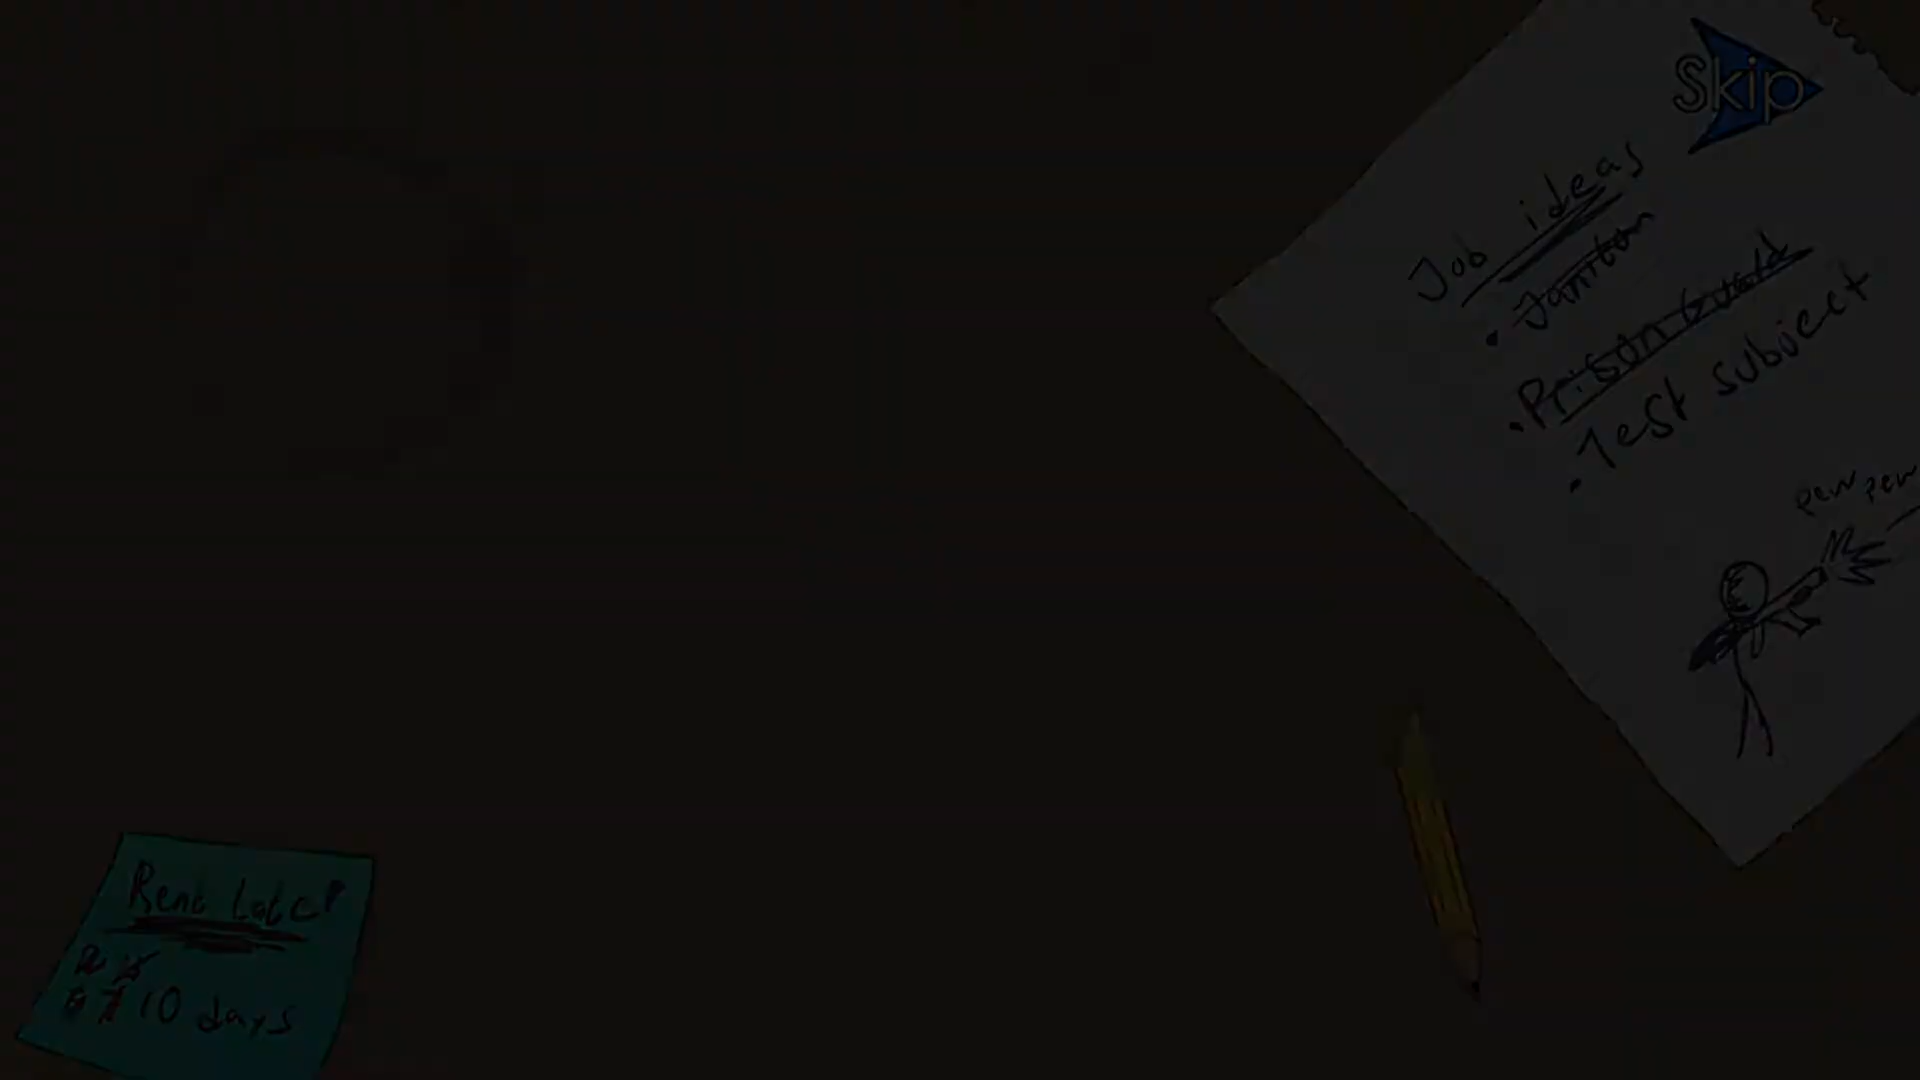 Skip
Job ideas
• Janitor
• Prison Guard
• Test subject
pew pew
Rent Late!
10 days